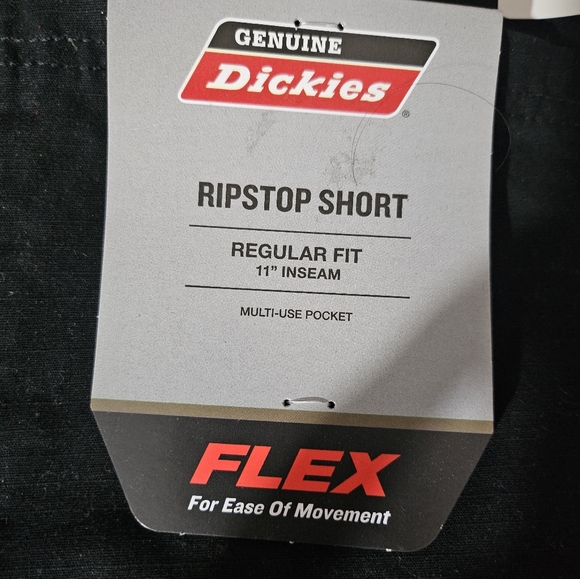 GENUINE
Dickies
®
RIPSTOP SHORT
REGULAR FIT
11” INSEAM
MULTI-USE POCKET
FLEX
For Ease Of Movement